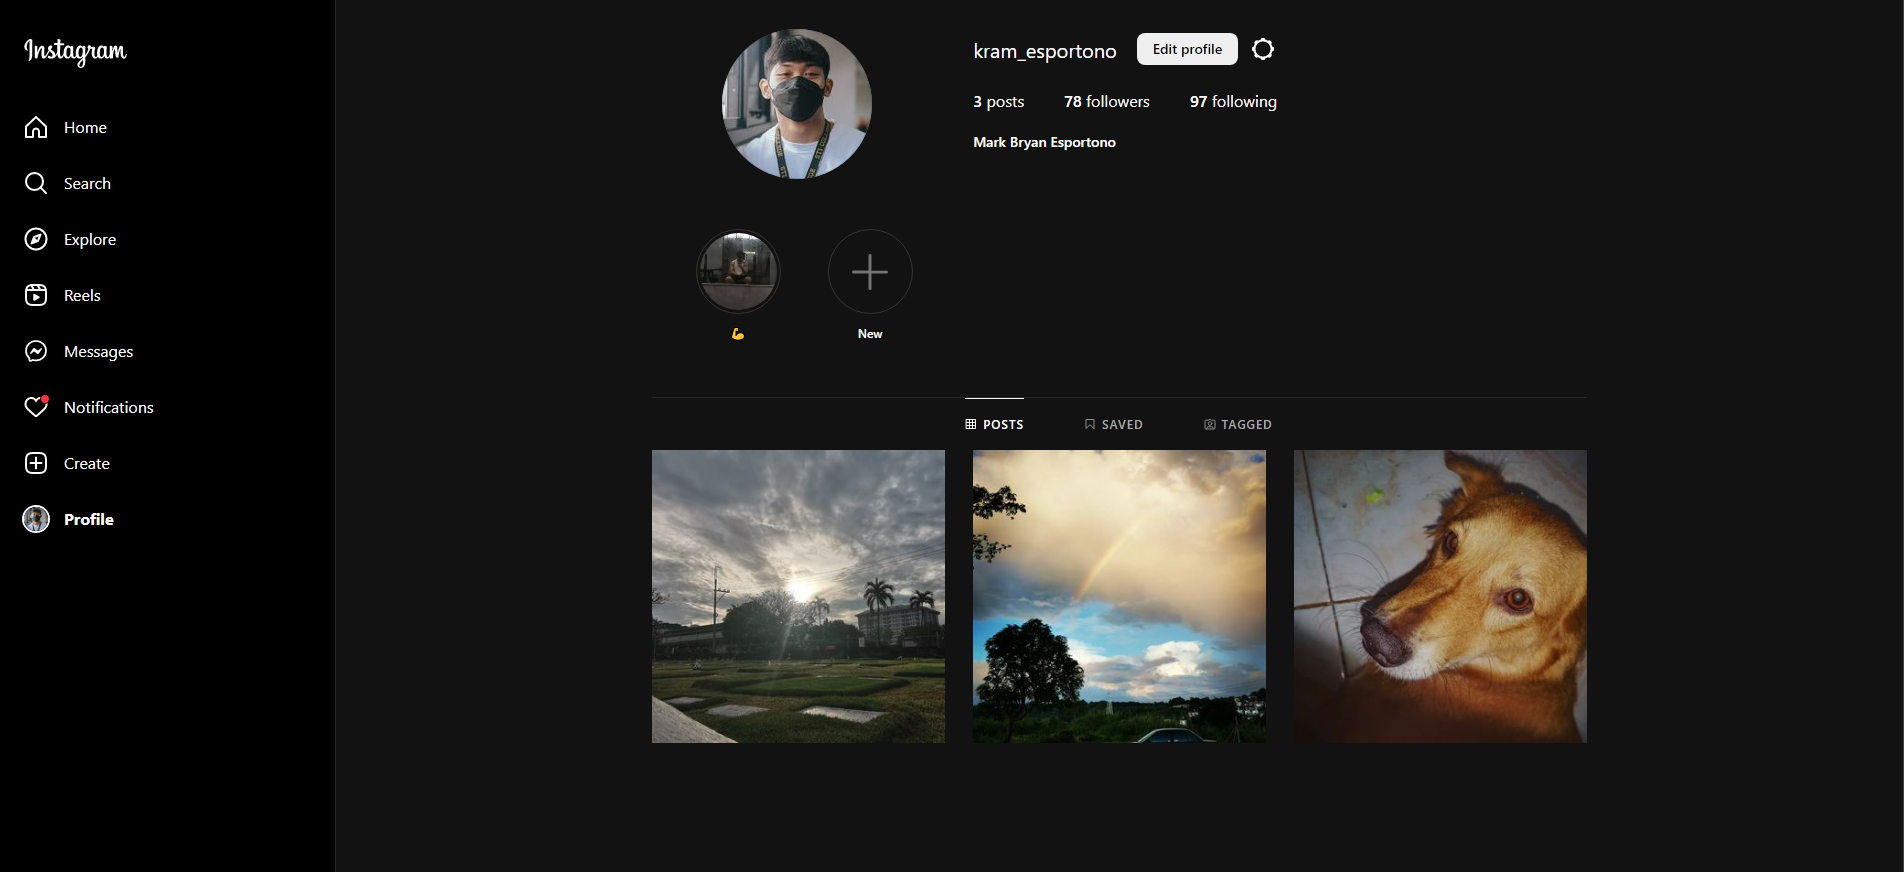 Instagram
Home
Search
Explore
Reels
Messages
Notifications
Create
Profile
kram_esportono Edit profile
3 posts 78 followers 97 following
Mark Bryan Esportono
💪 New
POSTS SAVED TAGGED